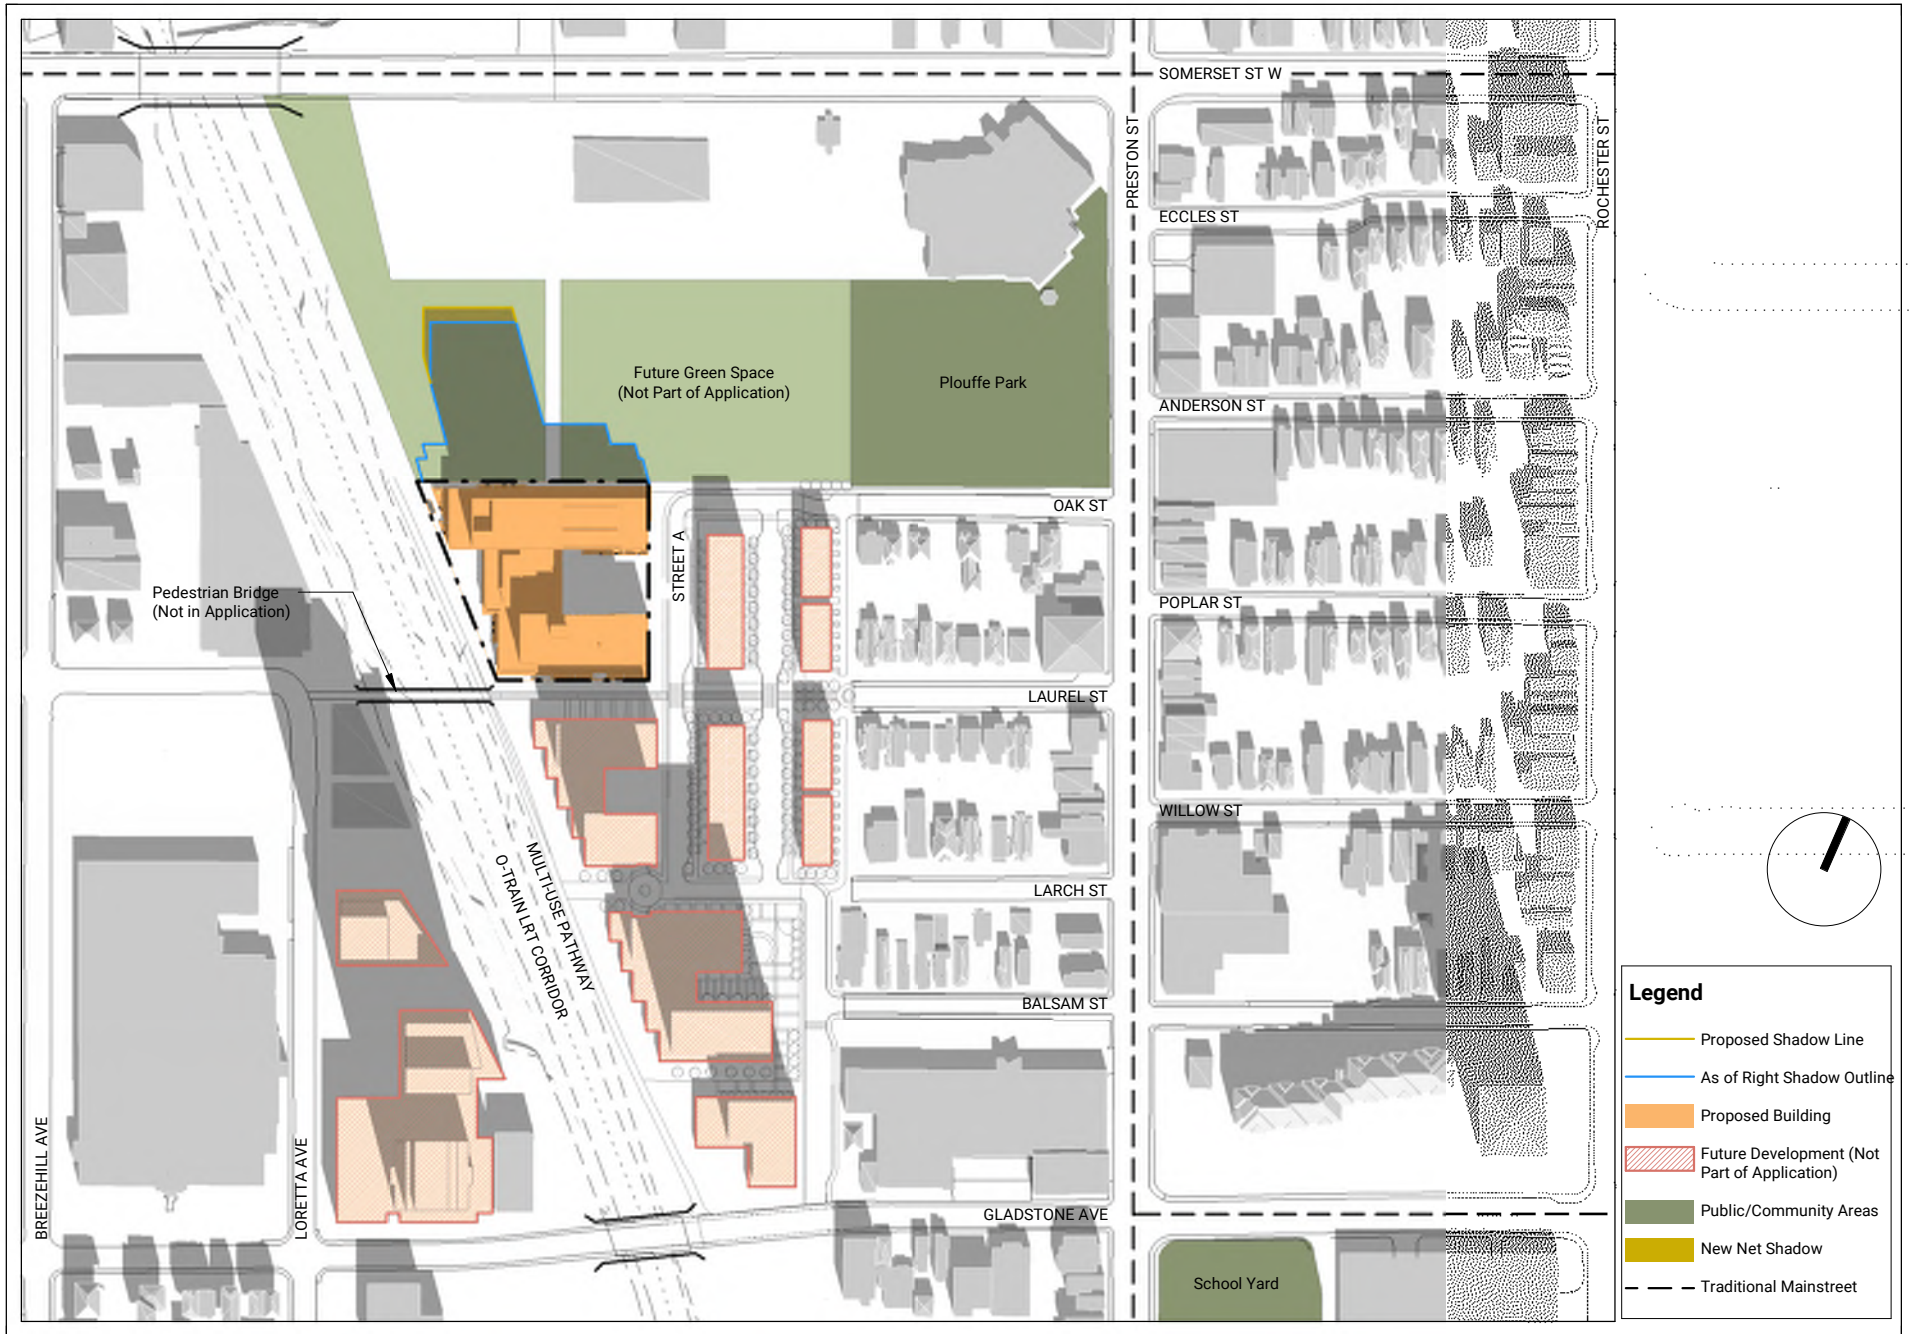 SOMERSET ST W
PRESTON ST
ROCHESTER ST
ECCLES ST
Future Green Space
(Not Part of Application)
Plouffe Park
ANDERSON ST
OAK ST
STREET A
Pedestrian Bridge
(Not in Application)
POPLAR ST
LAUREL ST
WILLOW ST
MULTI-USE PATHWAY
O-TRAIN LRT CORRIDOR
LARCH ST
BALSAM ST
BREEZEHILL AVE
LORETTA AVE
GLADSTONE AVE
School Yard
Legend
Proposed Shadow Line
As of Right Shadow Outline
Proposed Building
Future Development (Not
Part of Application)
Public/Community Areas
New Net Shadow
Traditional Mainstreet